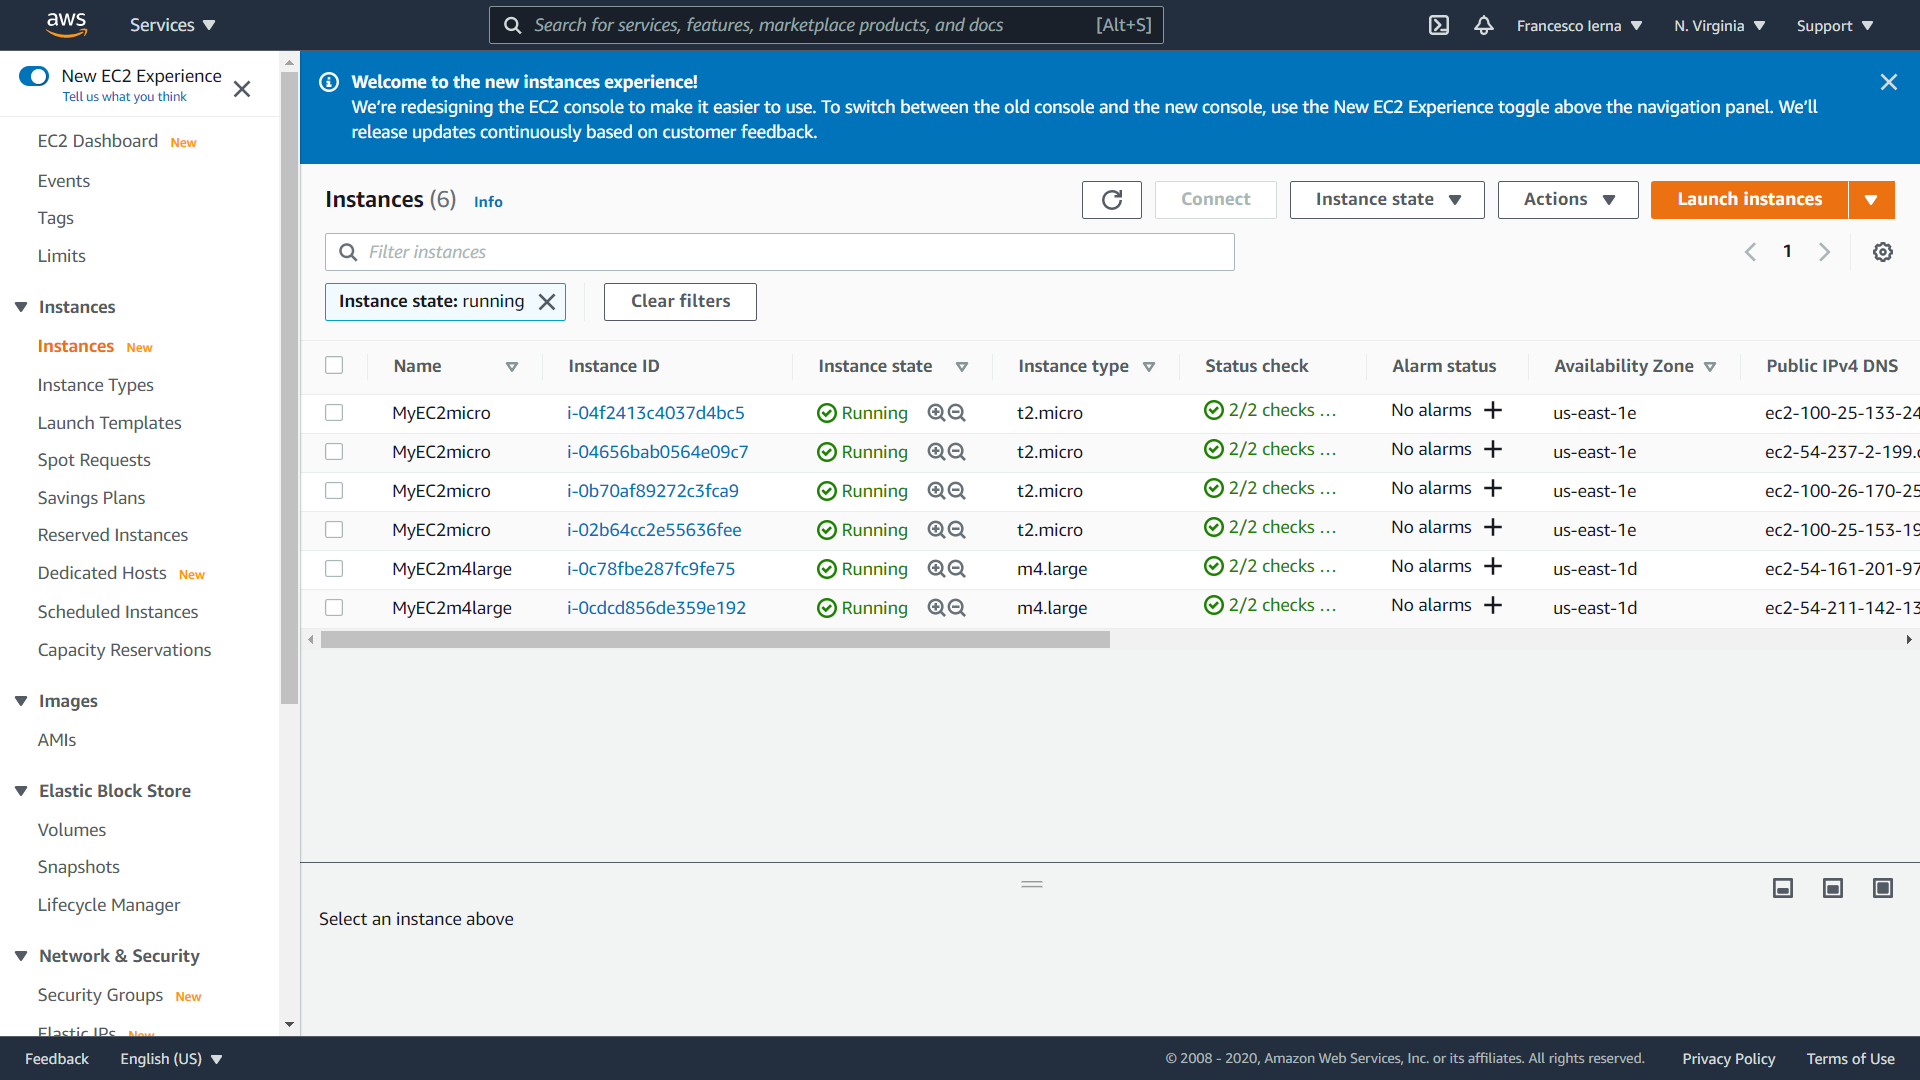 aws
Services
Search for services, features, marketplace products, and docs [Alt+S]
Francesco Ierna
N. Virginia
Support
New EC2 Experience
Tell us what you think
EC2 Dashboard New
Events
Tags
Limits
Instances
Instances New
Instance Types
Launch Templates
Spot Requests
Savings Plans
Reserved Instances
Dedicated Hosts New
Scheduled Instances
Capacity Reservations
Images
AMIs
Elastic Block Store
Volumes
Snapshots
Lifecycle Manager
Network & Security
Security Groups New
Elastic IPs New
Welcome to the new instances experience!
We're redesigning the EC2 console to make it easier to use. To switch between the old console and the new console, use the New EC2 Experience toggle above the navigation panel. We'll
release updates continuously based on customer feedback.
Instances (6) Info
Connect
Instance state
Actions
Launch instances
Filter instances
1
Instance state: running
Clear filters
Name Instance ID Instance state Instance type Status check Alarm status Availability Zone Public IPv4 DNS
MyEC2micro i-04f2413c4037d4bc5 Running t2.micro 2/2 checks ... No alarms us-east-1e ec2-100-25-133-24
MyEC2micro i-04656bab0564e09c7 Running t2.micro 2/2 checks ... No alarms us-east-1e ec2-54-237-2-199.
MyEC2micro i-0b70af89272c3fca9 Running t2.micro 2/2 checks ... No alarms us-east-1e ec2-100-26-170-25
MyEC2micro i-02b64cc2e55636fee Running t2.micro 2/2 checks ... No alarms us-east-1e ec2-100-25-153-19
MyEC2m4large i-0c78fbe287fc9fe75 Running m4.large 2/2 checks ... No alarms us-east-1d ec2-54-161-201-97
MyEC2m4large i-0cdcd856de359e192 Running m4.large 2/2 checks ... No alarms us-east-1d ec2-54-211-142-13
Select an instance above
Feedback
English (US)
© 2008 - 2020, Amazon Web Services, Inc. or its affiliates. All rights reserved.
Privacy Policy
Terms of Use